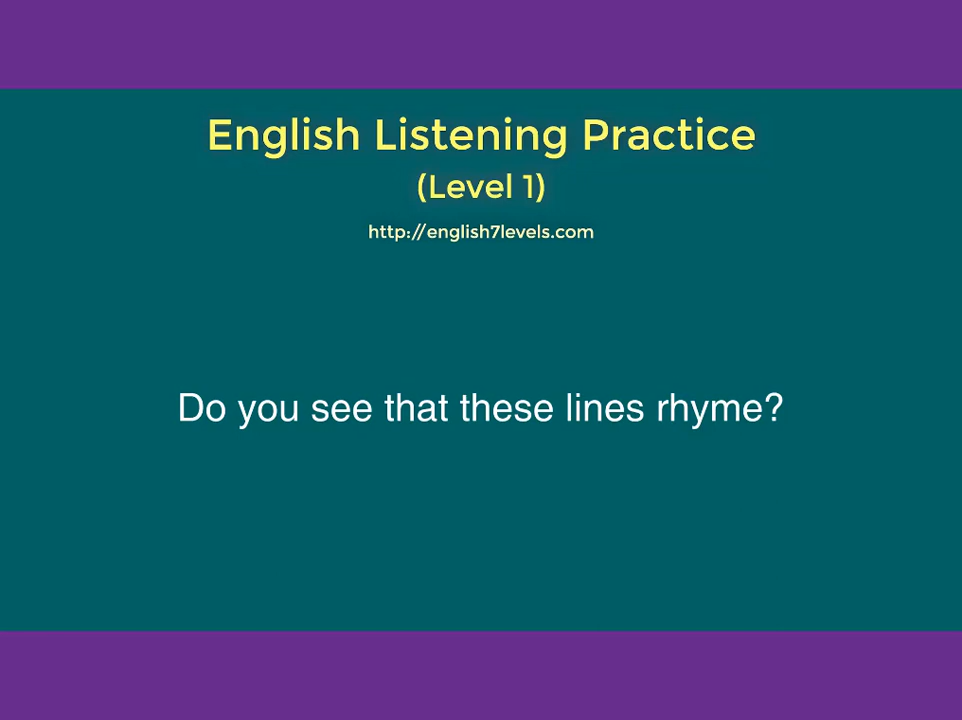 English Listening Practice
(Level 1)
http://english7levels.com
Do you see that these lines rhyme?